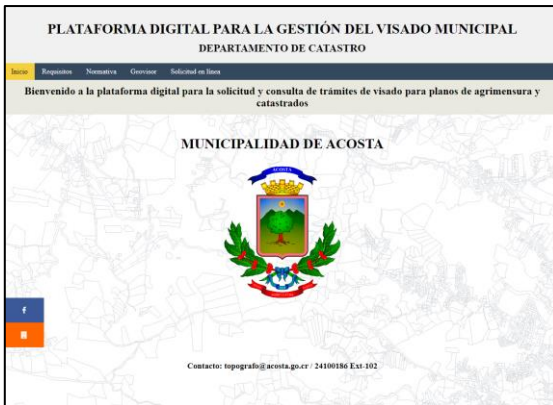 PLATAFORMA DIGITAL PARA LA GESTIÓN DEL VISADO MUNICIPAL
DEPARTAMENTO DE CATASTRO
Inicio Requisitos Normativa Geovisor Solicitud en línea
Bienvenido a la plataforma digital para la solicitud y consulta de trámites de visado para planos de agrimensura y
catastrados
MUNICIPALIDAD DE ACOSTA
ACOSTA
Contacto: topografo@acosta.go.cr / 24100186 Ext-102